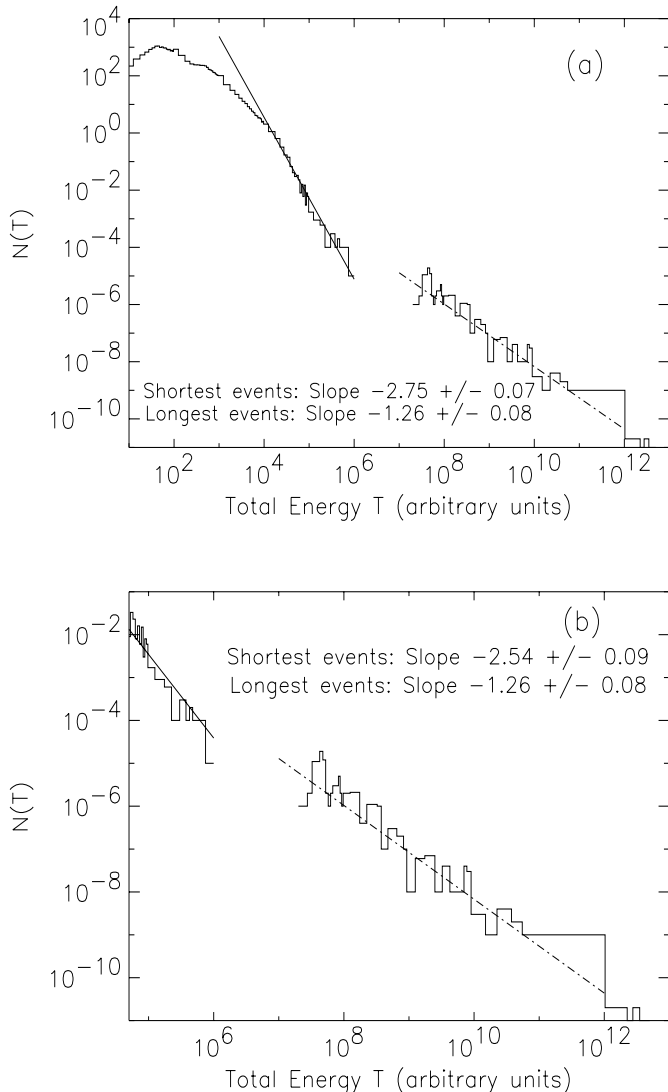 10^4
(a)
10^2
10^0
10^-2
N(T)
10^-4
10^-6
10^-8
Shortest events: Slope −2.75 +/− 0.07
10^-10
Longest events: Slope −1.26 +/− 0.08
10^2 10^4 10^6 10^8 10^10 10^12
Total Energy T (arbitrary units)
(b)
10^-2
Shortest events: Slope −2.54 +/− 0.09
Longest events: Slope −1.26 +/− 0.08
10^-4
N(T)
10^-6
10^-8
10^-10
10^6 10^8 10^10 10^12
Total Energy T (arbitrary units)